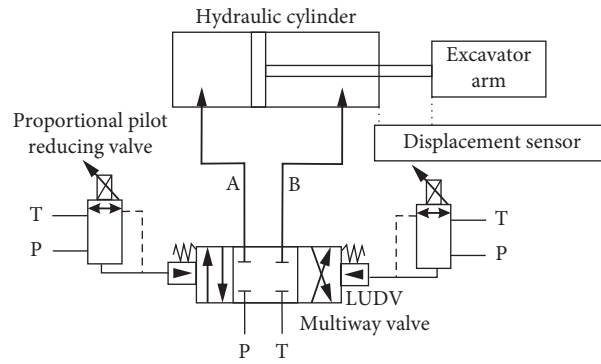 Hydraulic cylinder
Excavator
arm
Proportional pilot
reducing valve
Displacement sensor
A
B
T
P
T
P
LUDV
Multiway valve
P
T